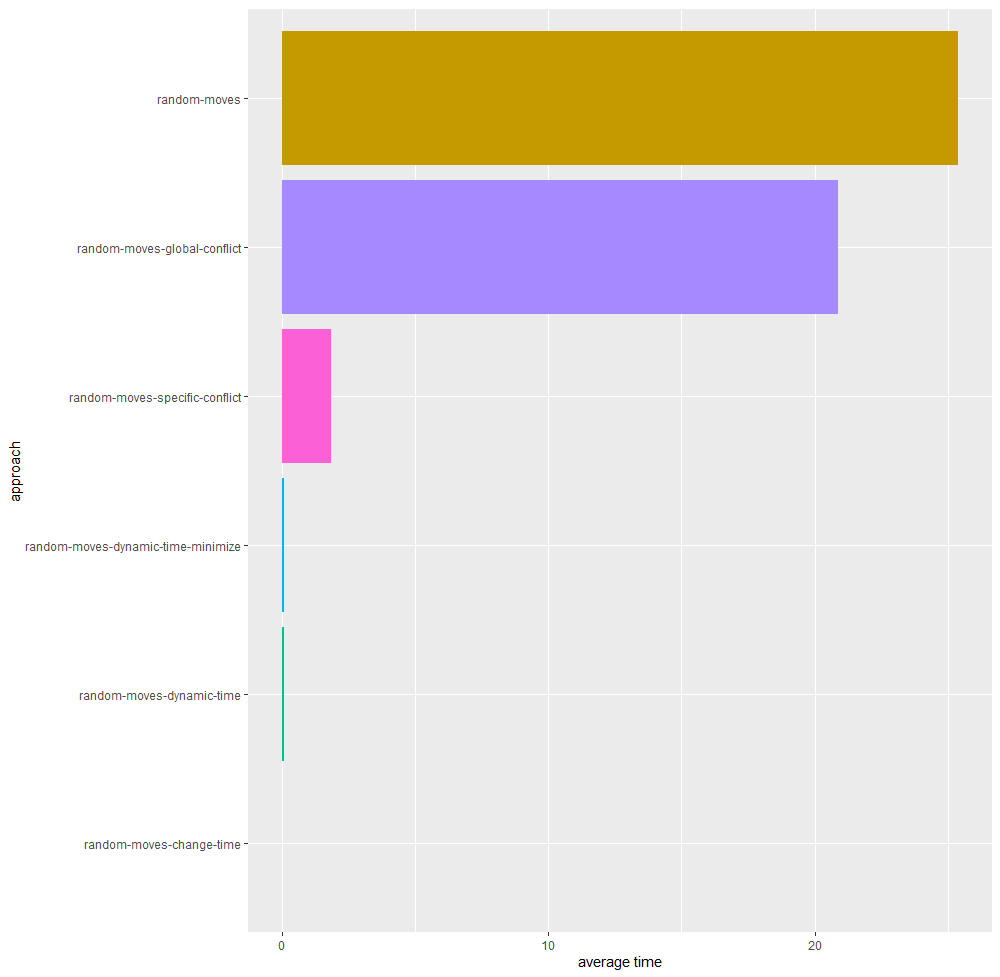 random-moves
random-moves-global-conflict
random-moves-specific-conflict
approach
random-moves-dynamic-time-minimize
random-moves-dynamic-time
random-moves-change-time
0
10
20
average time